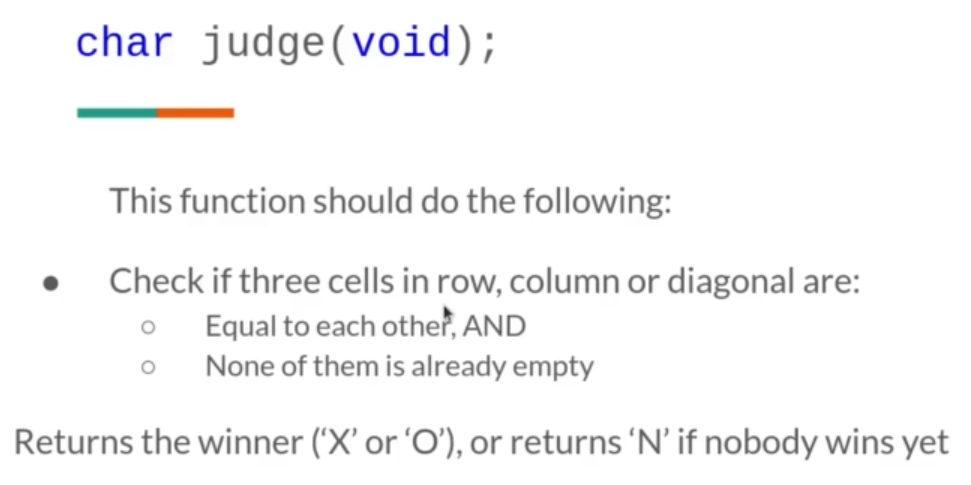 char judge(void);
This function should do the following:
● Check if three cells in row, column or diagonal are:
○ Equal to each other, AND
○ None of them is already empty
Returns the winner (‘X’ or ‘O’), or returns ‘N’ if nobody wins yet